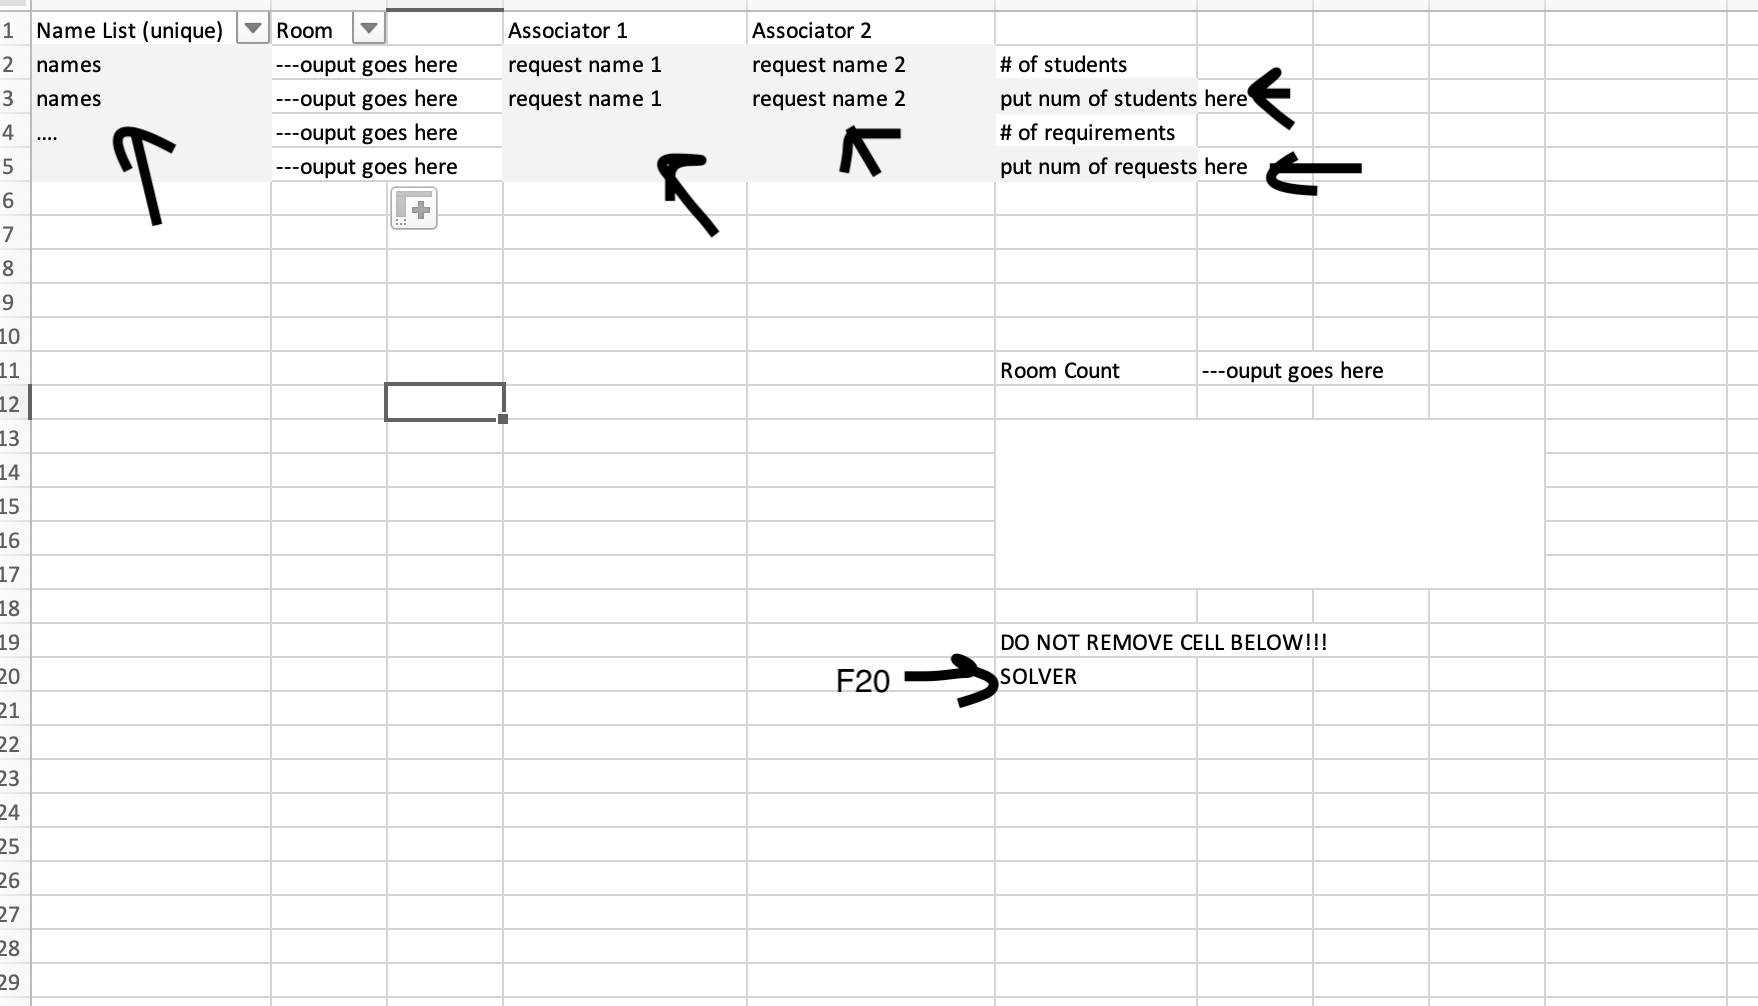 1 Name List (unique) Room Associator 1 Associator 2
2 names ---ouput goes here request name 1 request name 2 # of students
3 names ---ouput goes here request name 1 request name 2 put num of students here
4 .... ---ouput goes here # of requirements
5 ---ouput goes here put num of requests here
6
7
8
9
10
11 Room Count ---ouput goes here
12
13
14
15
16
17
18
19 DO NOT REMOVE CELL BELOW!!!
20 F20 SOLVER
21
22
23
24
25
26
27
28
29